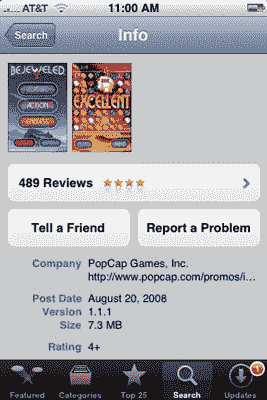 AT&T 11:00 AM
Search Info
BEJEWELED
CLASSIC
ACTION
ENDLESS
EXCELLENT
489 Reviews
Tell a Friend Report a Problem
Company PopCap Games, Inc.
http://www.popcap.com/promos/i...
Post Date August 20, 2008
Version 1.1.1
Size 7.3 MB
Rating 4+
Featured Categories Top 25 Search Updates
1